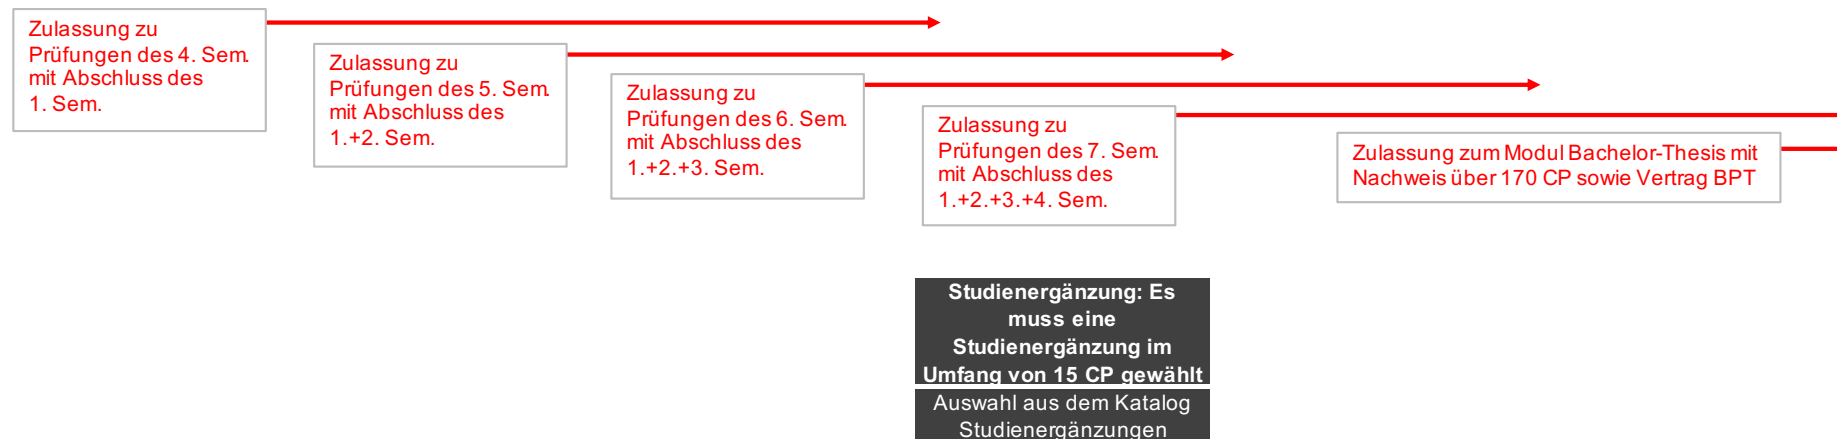 Zulassung zu
Prüfungen des 4. Sem.
mit Abschluss des
1. Sem.
Zulassung zu
Prüfungen des 5. Sem.
mit Abschluss des
1.+2. Sem.
Zulassung zu
Prüfungen des 6. Sem.
mit Abschluss des
1.+2.+3. Sem.
Zulassung zu
Prüfungen des 7. Sem.
mit Abschluss des
1.+2.+3.+4. Sem.
Zulassung zum Modul Bachelor-Thesis mit
Nachweis über 170 CP sowie Vertrag BPT
Studienergänzung: Es
muss eine
Studienergänzung im
Umfang von 15 CP gewählt
Auswahl aus dem Katalog
Studienergänzungen